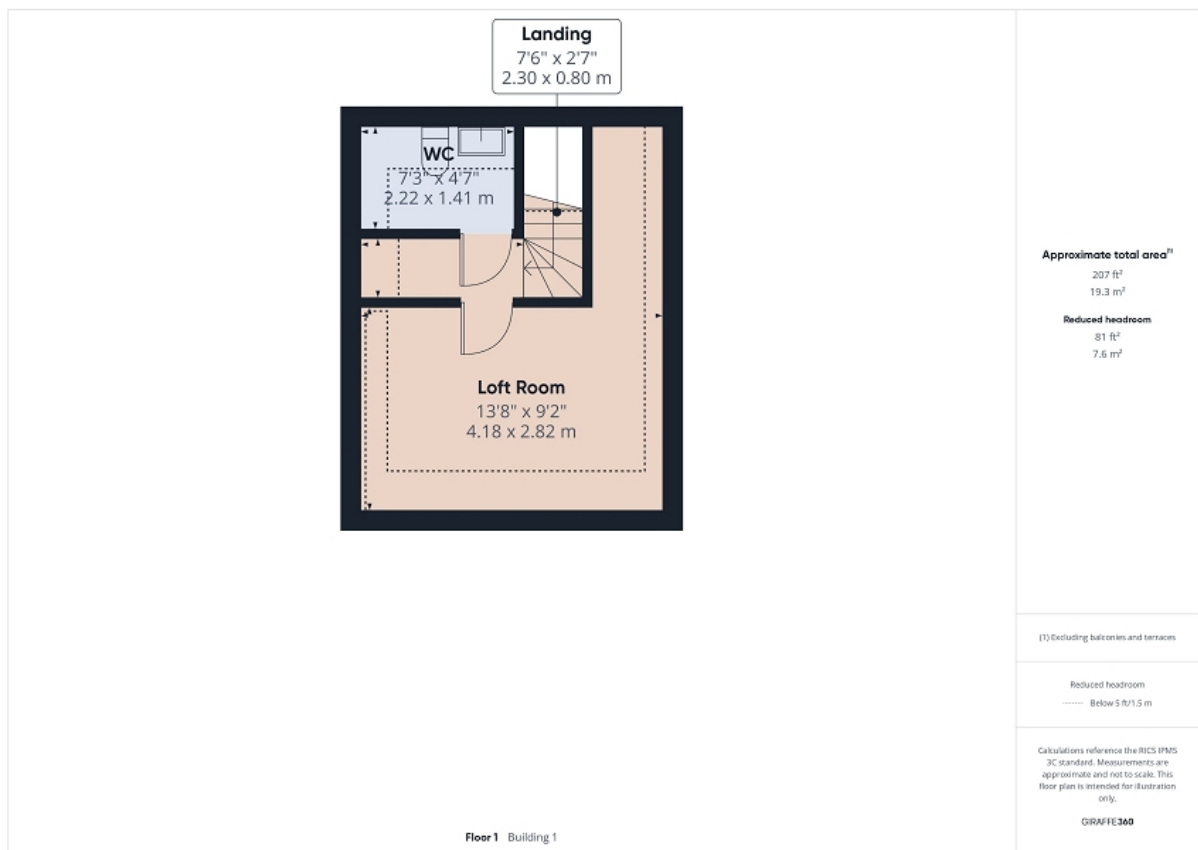 Landing
7'6" x 2'7"
2.30 x 0.80 m
WC
7'3" x 4'7"
2.22 x 1.41 m
Loft Room
13'8" x 9'2"
4.18 x 2.82 m
Approximate total area(1)
207 ft²
19.3 m²
Reduced headroom
81 ft²
7.6 m²
(1) Excluding balconies and terraces
Reduced headroom
Below 5 ft/1.5 m
Calculations reference the RICS IPMS
3C standard. Measurements are
approximate and not to scale. This
floor plan is intended for illustration
only.
GIRAFFE360
Floor 1 Building 1